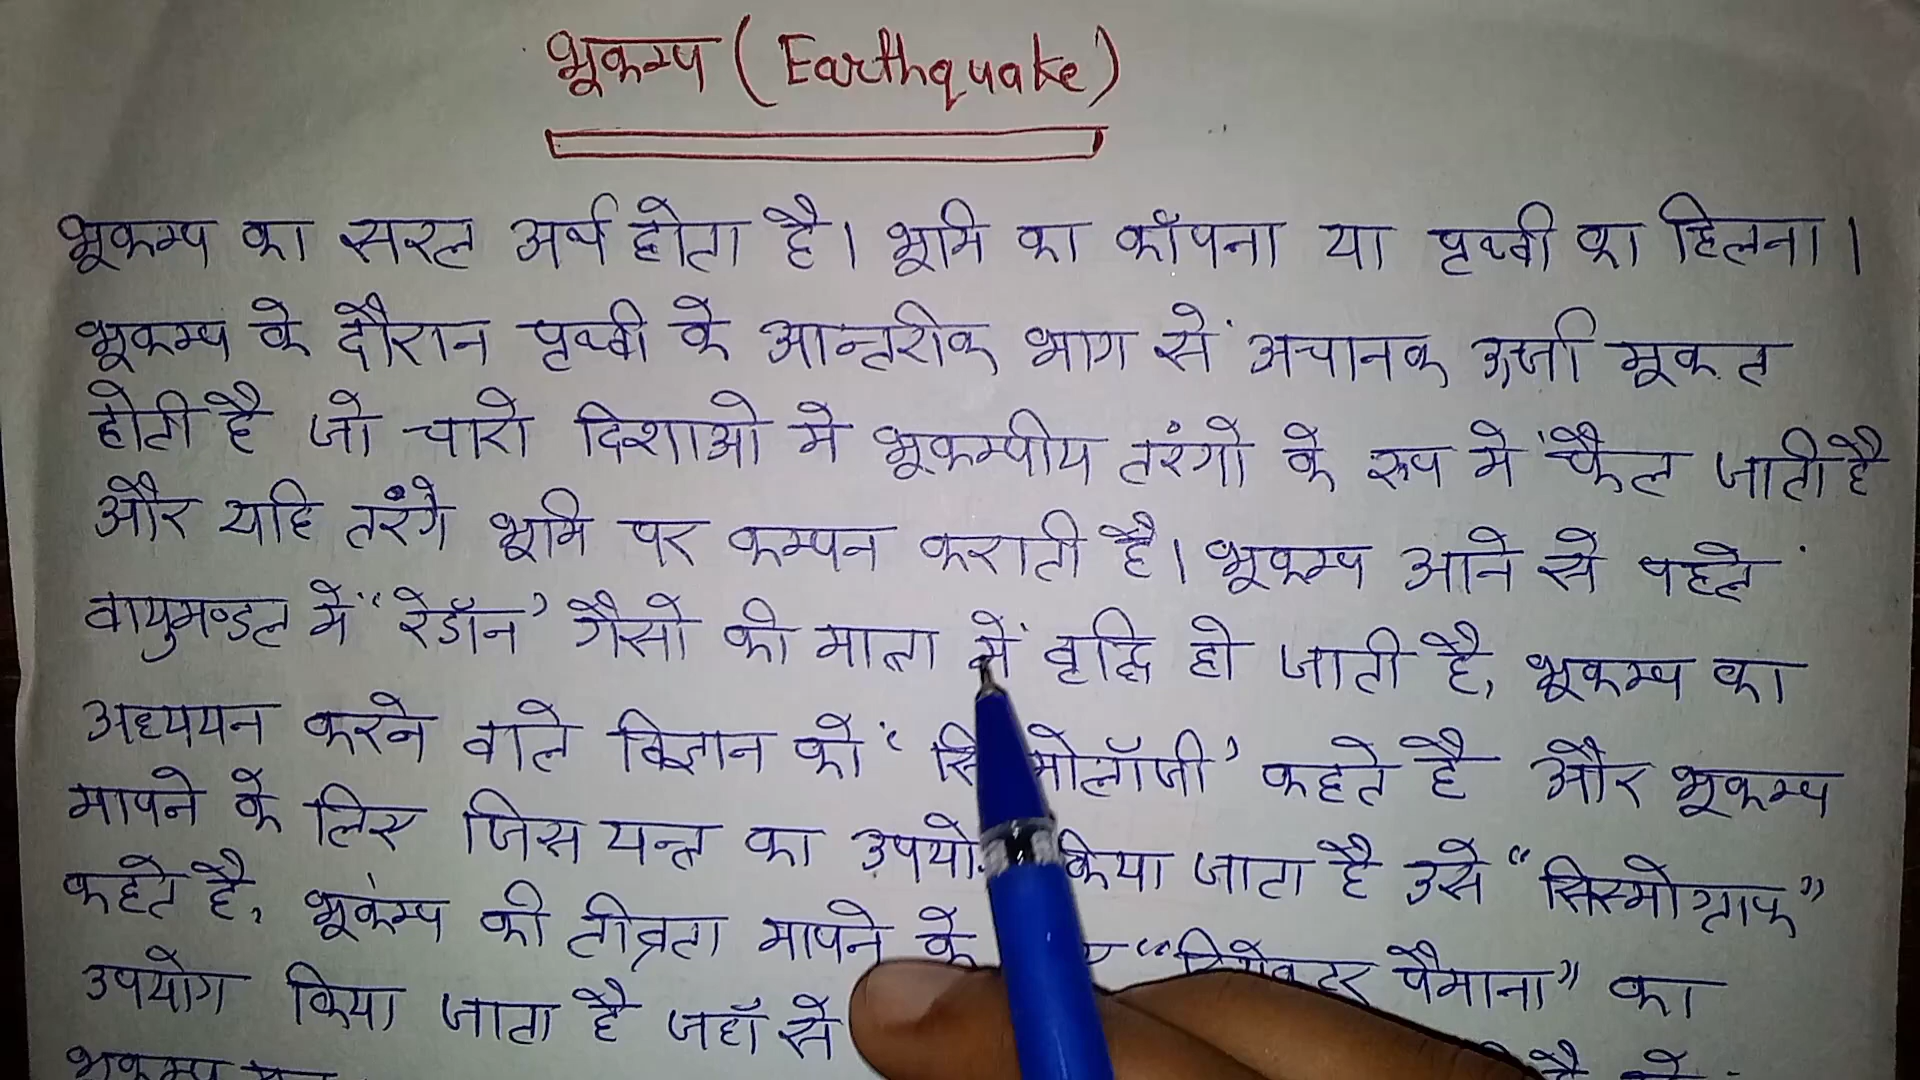 भूकम्प (Earthquake)
भूकम्प का सरल अर्थ होता है। भूमि का काँपना या पृथ्वी का हिलना।
भूकम्प के दौरान पृथ्वी के आन्तरीक भाग से अचानक उर्जा मूकत
होती है जो चारो दिशाओ मे भूकम्पीय तरंगो के रूप मे फैल जाती है
और यहि तरंगे भूमि पर कम्पन कराती है। भूकम्प आने से पहले
वायुमण्डल में "रेडॉन' गैसो की मात्रा में वृद्धि हो जाती है, भूकम्प का
अध्ययन करने वाले विज्ञान को ' कहते है और भूकम्प
मापने के लिए जिस यन्त्र का किया जाता है उसे "सिस्मोग्राफ"
कहते है, भूकंम्प की तीव्रता मापने के पैमाना" का
उपयोग किया जाता है जहाँ से
भूकम्प